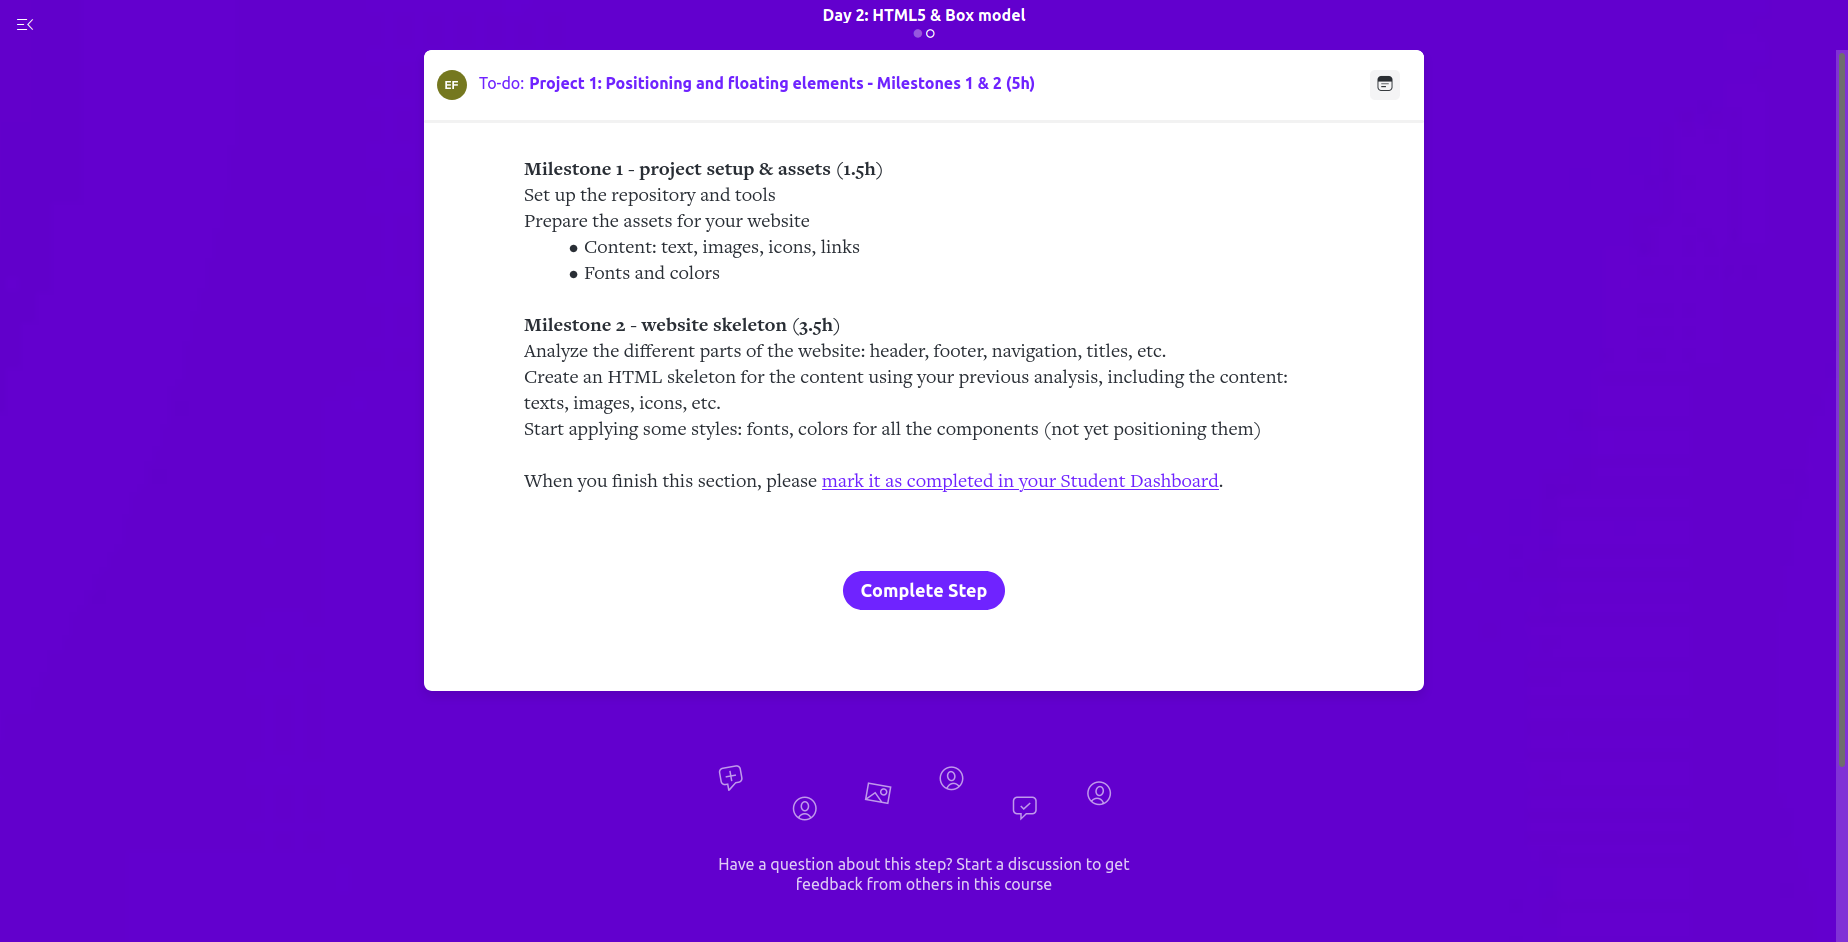 Day 2: HTML5 & Box model
EF
To-do: Project 1: Positioning and floating elements - Milestones 1 & 2 (5h)
Milestone 1 - project setup & assets (1.5h)
Set up the repository and tools
Prepare the assets for your website
● Content: text, images, icons, links
● Fonts and colors
Milestone 2 - website skeleton (3.5h)
Analyze the different parts of the website: header, footer, navigation, titles, etc.
Create an HTML skeleton for the content using your previous analysis, including the content:
texts, images, icons, etc.
Start applying some styles: fonts, colors for all the components (not yet positioning them)
When you finish this section, please mark it as completed in your Student Dashboard.
Complete Step
Have a question about this step? Start a discussion to get
feedback from others in this course